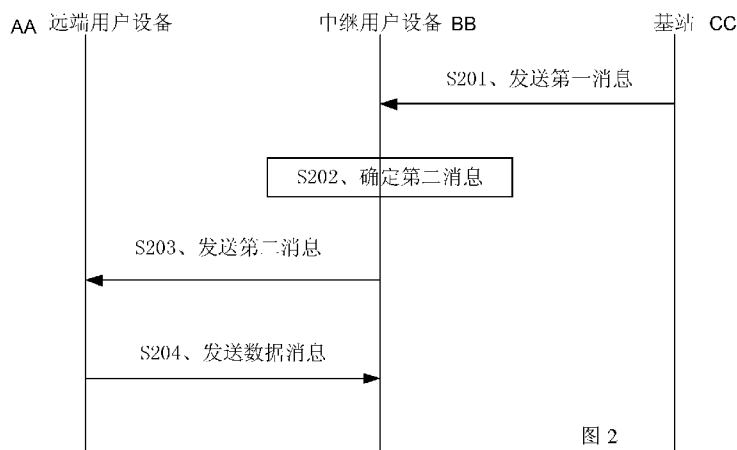 AA 远端用户设备 中继用户设备 BB 基站 CC
S201、发送第一消息
S202、确定第二消息
S203、发送第二消息
S204、发送数据消息
图 2